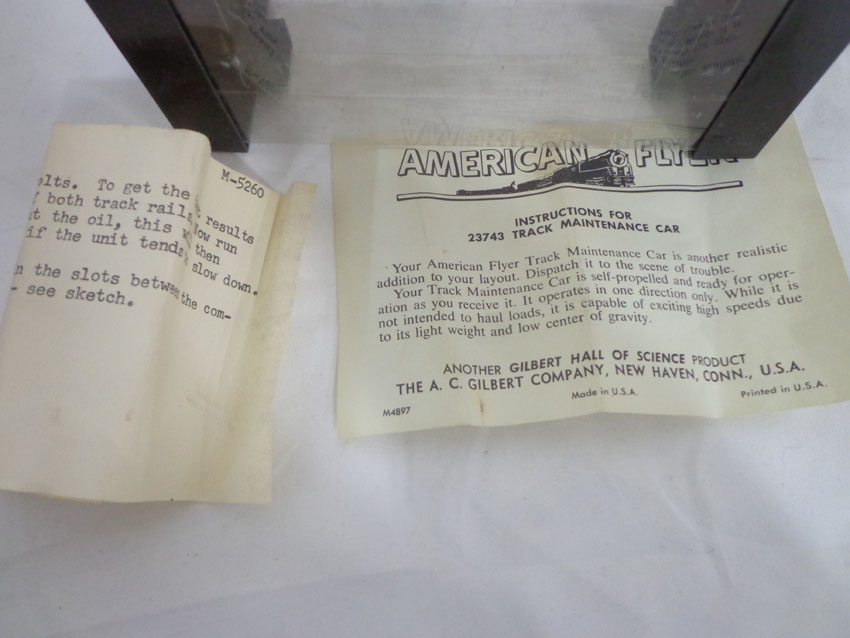 M-5260
olts. To get the results
both track rails Now run
t the oil, this then
if the unit tends slow down.
n the slots between the com-
- see sketch.
AMERICAN FLYER
INSTRUCTIONS FOR
23743 TRACK MAINTENANCE CAR
Your American Flyer Track Maintenance Car is another realistic
addition to your layout. Dispatch it to the scene of trouble.
Your Track Maintenance Car is self-propelled and ready for oper-
ation as you receive it. It operates in one direction only. While it is
not intended to haul loads, it is capable of exciting high speeds due
to its light weight and low center of gravity.
ANOTHER GILBERT HALL OF SCIENCE PRODUCT
THE A. C. GILBERT COMPANY, NEW HAVEN, CONN., U.S.A.
Made in U.S.A.
Printed in U.S.A.
M4897